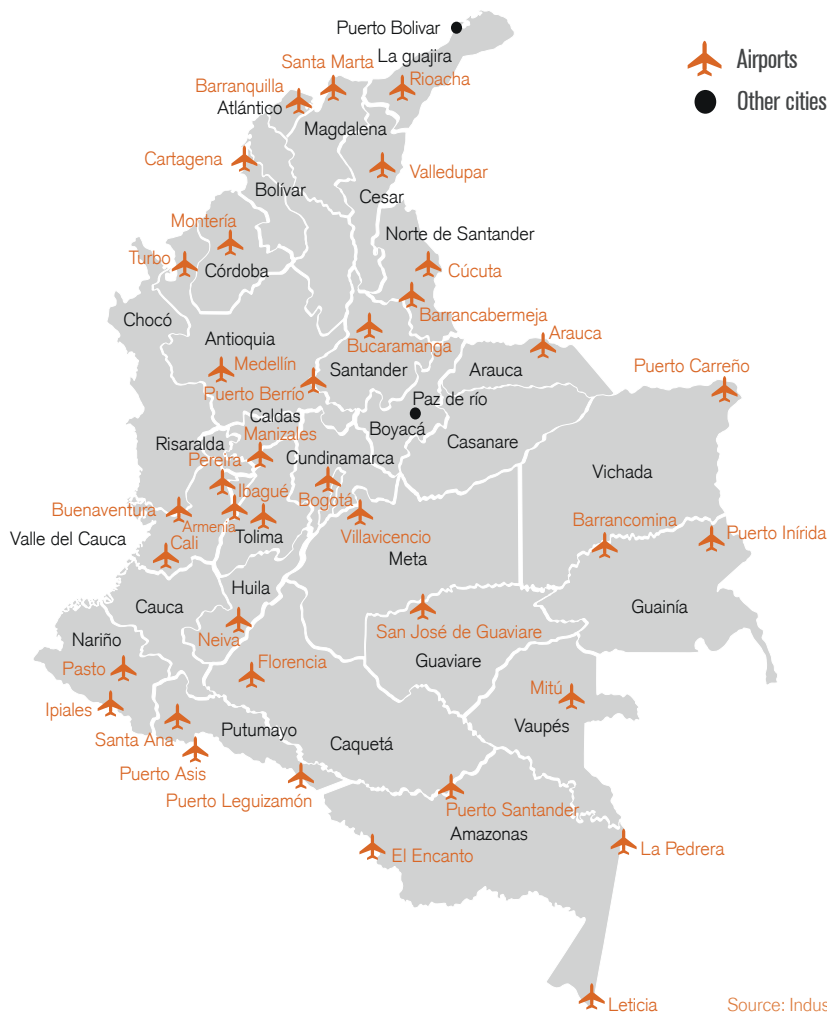 Puerto Bolivar
La guajira
Santa Marta
Rioacha
Barranquilla
Atlántico
Magdalena
Airports
Other cities
Cartagena
Valledupar
Bolívar
Cesar
Montería
Norte de Santander
Turbo
Córdoba
Cúcuta
Barrancabermeja
Chocó
Antioquia
Bucaramanga
Arauca
Medellín
Santander
Arauca
Puerto Carreño
Puerto Berrío
Paz de río
Caldas
Boyacá
Casanare
Risaralda
Manizales
Cundinamarca
Pereira
Vichada
Ibagué
Bogotá
Buenaventura
Armenia
Villavicencio
Barrancomina
Puerto Inírida
Valle del Cauca
Cali
Tolima
Meta
Huila
Cauca
Guainía
Nariño
Neiva
San José de Guaviare
Guaviare
Pasto
Florencia
Mitú
Ipiales
Vaupés
Santa Ana
Putumayo
Caquetá
Puerto Asis
Puerto Leguizamón
Puerto Santander
Amazonas
El Encanto
La Pedrera
Leticia
Source: Indus